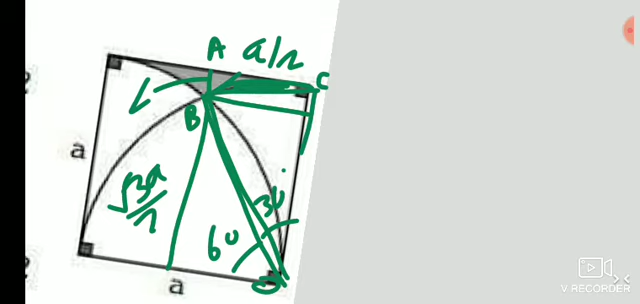 A a/2
C
B
a
√3a/2
30°
60
a
V RECORDER